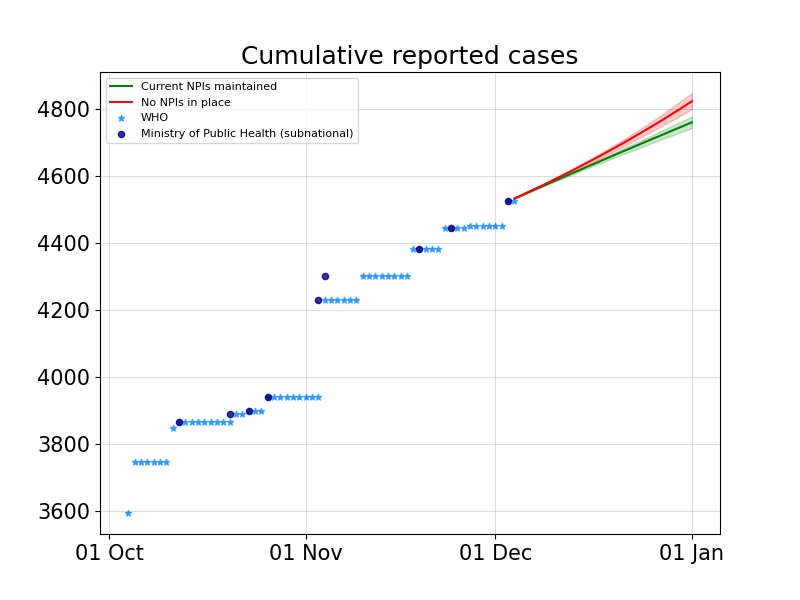 Cumulative reported cases
Current NPIs maintained
No NPIs in place
WHO
Ministry of Public Health (subnational)
4800
4600
4400
4200
4000
3800
3600
01 Oct
01 Nov
01 Dec
01 Jan